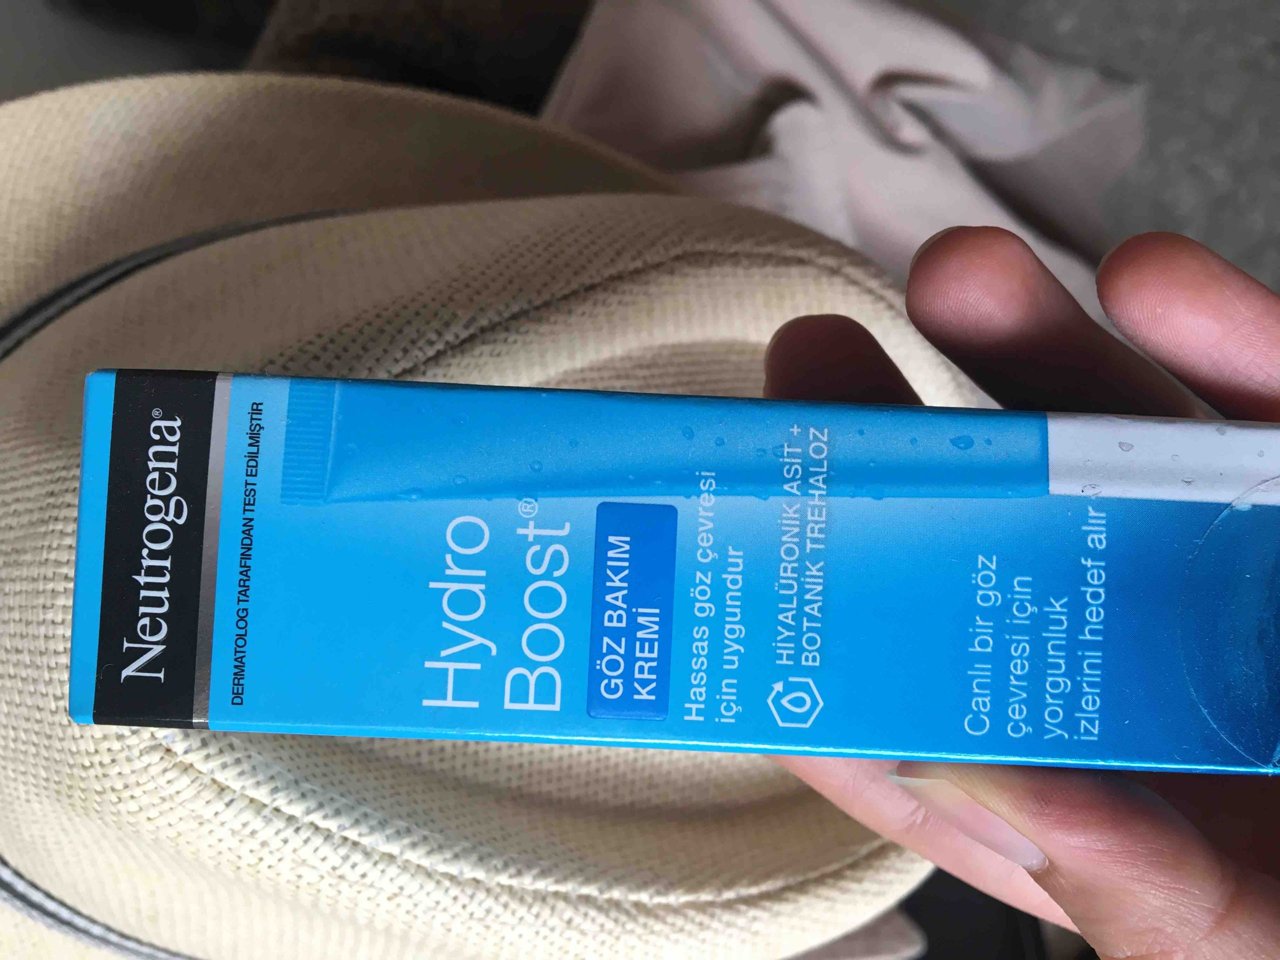 Neutrogena®
DERMATOLOG TARAFINDAN TEST EDİLMİŞTİR
Hydro
Boost®
GÖZ BAKIM
KREMİ
Hassas göz çevresi
için uygundur
HİYALÜRONİK ASİT +
BOTANİK TREHALOZ
Canlı bir göz
çevresi için
yorgunluk
izlerini hedef alır